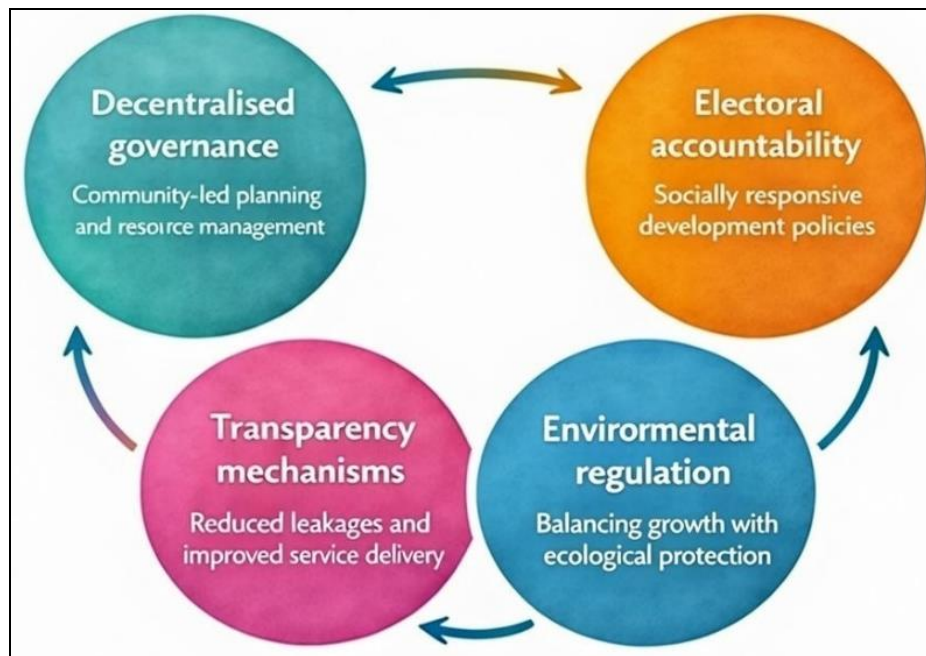 Decentralised
governance
Community-led planning
and resource management
Electoral
accountability
Socially responsive
development policies
Transparency
mechanisms
Reduced leakages and
improved service delivery
Envirormental
regulation
Balancing growth with
ecological protection